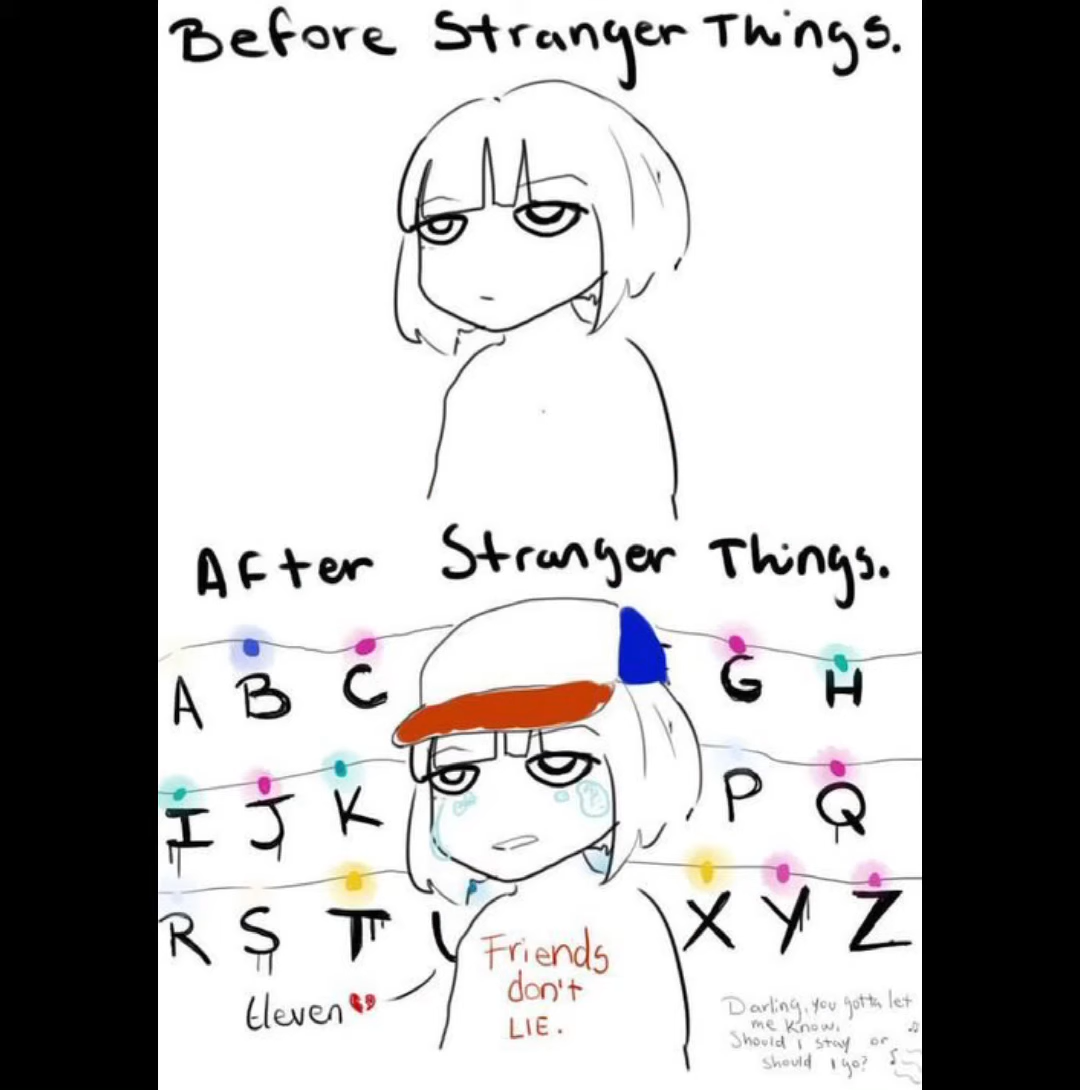 Before Stranger Things.
After Stranger Things.
A B C G H
I J K P Q
R S T U X Y Z
Friends
don't
LIE.
Eleven
Darling, you gotta let
me know.
Should I stay or
should I go?